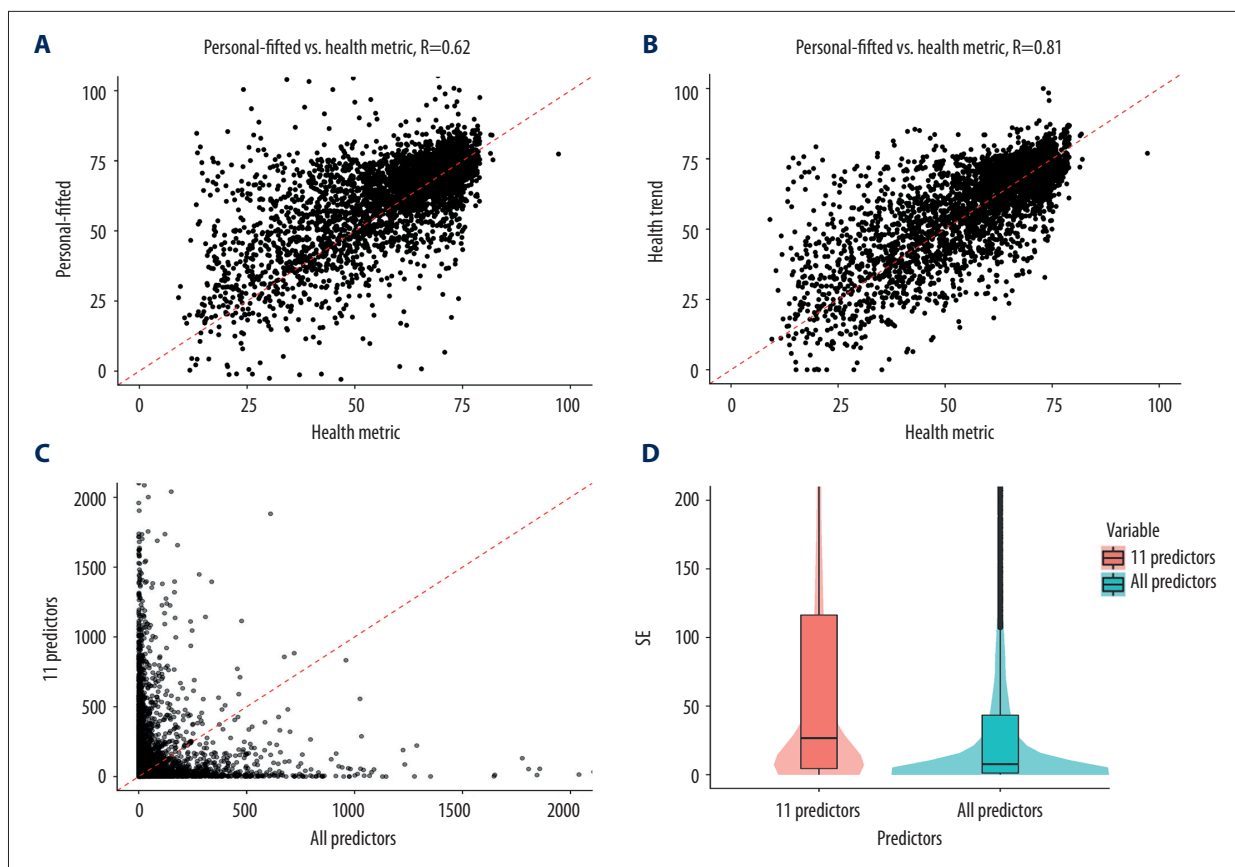 A
Personal-fifted vs. health metric, R=0.62
100
75
50
25
0
Personal-fifted
0 25 50 75 100
Health metric
B
Personal-fifted vs. health metric, R=0.81
100
75
50
25
0
Health trend
0 25 50 75 100
Health metric
C
2000
1500
1000
500
0
11 predictors
0 500 1000 1500 2000
All predictors
D
200
150
100
50
0
SE
11 predictors All predictors
Predictors
Variable
11 predictors
All predictors